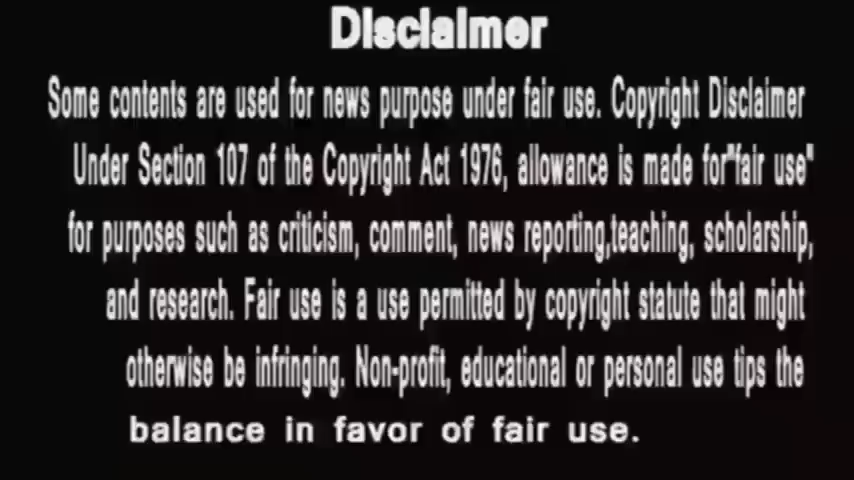 Disclaimer
Some contents are used for news purpose under fair use. Copyright Disclaimer
Under Section 107 of the Copyright Act 1976, allowance is made for"fair use"
for purposes such as criticism, comment, news reporting,teaching, scholarship,
and research. Fair use is a use permitted by copyright statute that might
otherwise be infringing. Non-profit, educational or personal use tips the
balance in favor of fair use.